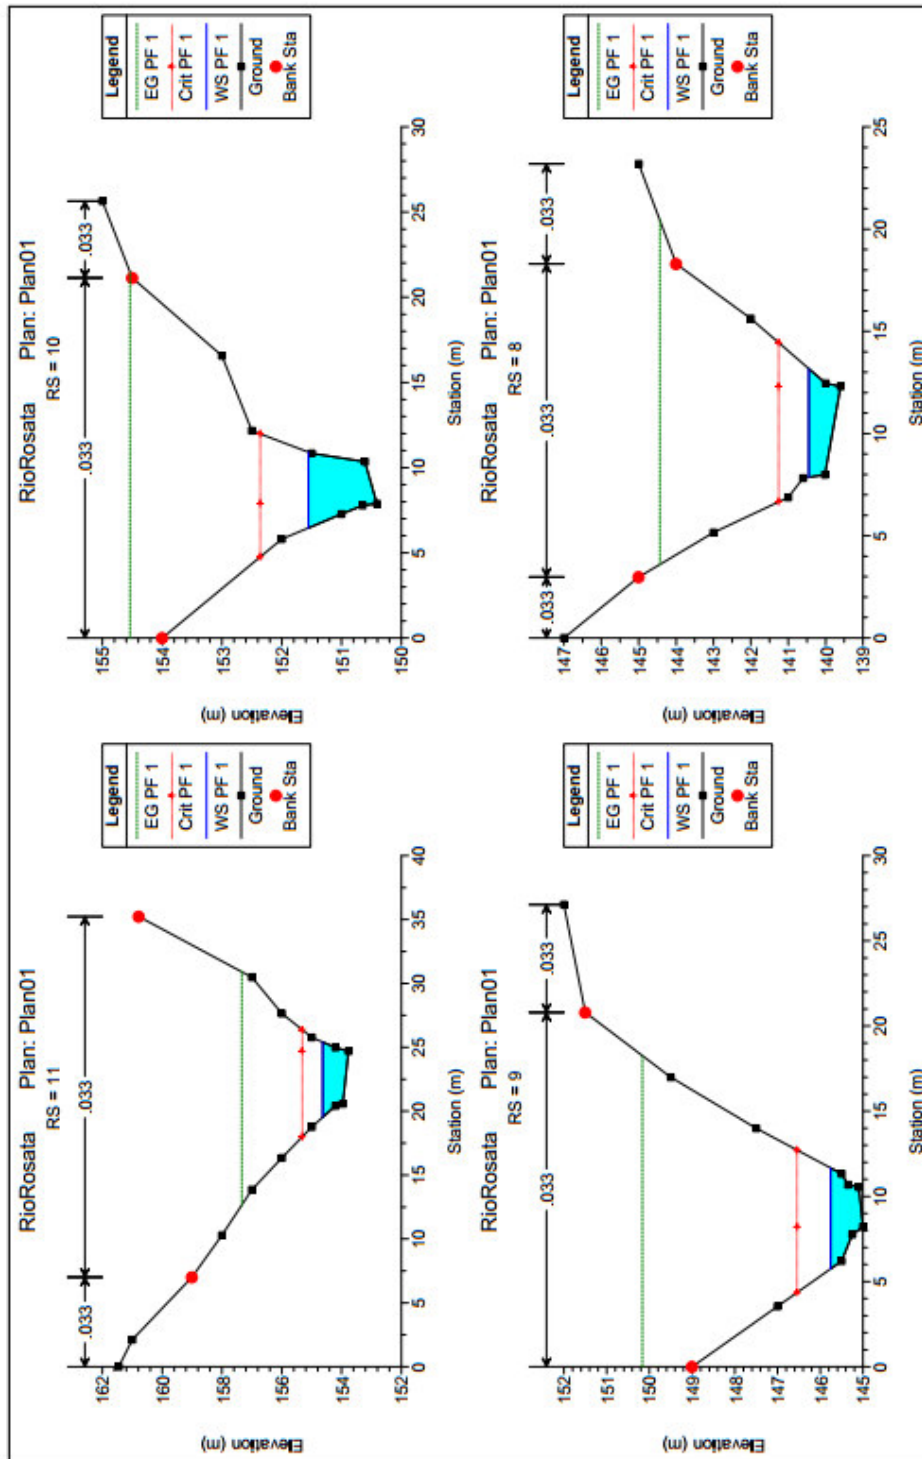 RioRosata Plan: Plan01
RS = 11
.033
.033
Legend
EG PF 1
Crit PF 1
WS PF 1
Ground
Bank Sta
Elevation (m)
162
160
158
156
154
152
0 5 10 15 20 25 30 35 40
Station (m)
RioRosata Plan: Plan01
RS = 10
.033
.033
Legend
EG PF 1
Crit PF 1
WS PF 1
Ground
Bank Sta
Elevation (m)
155
154
153
152
151
150
0 5 10 15 20 25 30
Station (m)
RioRosata Plan: Plan01
RS = 9
.033
.033
Legend
EG PF 1
Crit PF 1
WS PF 1
Ground
Bank Sta
Elevation (m)
152
151
150
149
148
147
146
145
0 5 10 15 20 25 30
Station (m)
RioRosata Plan: Plan01
RS = 8
.033
.033
.033
Legend
EG PF 1
Crit PF 1
WS PF 1
Ground
Bank Sta
Elevation (m)
147
146
145
144
143
142
141
140
139
0 5 10 15 20 25
Station (m)